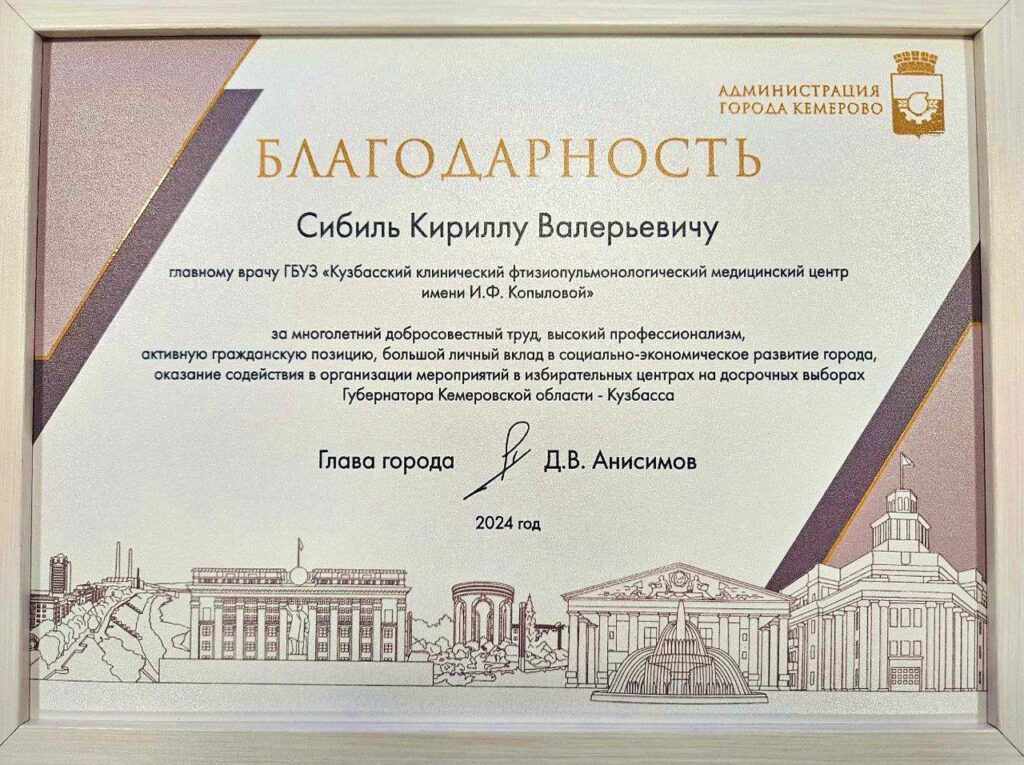 АДМИНИСТРАЦИЯ
ГОРОДА КЕМЕРОВО
БЛАГОДАРНОСТЬ
Сибиль Кириллу Валерьевичу
главному врачу ГБУЗ «Кузбасский клинический фтизиопульмонологический медицинский центр
имени И.Ф. Копыловой»
за многолетний добросовестный труд, высокий профессионализм,
активную гражданскую позицию, большой личный вклад в социально-экономическое развитие города,
оказание содействия в организации мероприятий в избирательных центрах на досрочных выборах
Губернатора Кемеровской области - Кузбасса
Глава города Д.В. Анисимов
2024 год